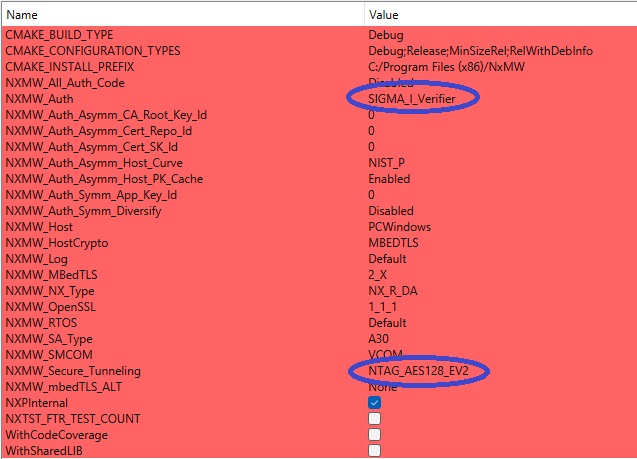 Name Value
CMAKE_BUILD_TYPE Debug
CMAKE_CONFIGURATION_TYPES Debug;Release;MinSizeRel;RelWithDebInfo
CMAKE_INSTALL_PREFIX C:/Program Files (x86)/NxMW
NXMW_All_Auth_Code Disabled
NXMW_Auth SIGMA_I_Verifier
NXMW_Auth_Asymm_CA_Root_Key_Id 0
NXMW_Auth_Asymm_Cert_Repo_Id 0
NXMW_Auth_Asymm_Cert_SK_Id 0
NXMW_Auth_Asymm_Host_Curve NIST_P
NXMW_Auth_Asymm_Host_PK_Cache Enabled
NXMW_Auth_Symm_App_Key_Id 0
NXMW_Auth_Symm_Diversify Disabled
NXMW_Host PCWindows
NXMW_HostCrypto MBEDTLS
NXMW_Log Default
NXMW_MBedTLS 2_X
NXMW_NX_Type NX_R_DA
NXMW_OpenSSL 1_1_1
NXMW_RTOS Default
NXMW_SA_Type A30
NXMW_SMCOM VCOM
NXMW_Secure_Tunneling NTAG_AES128_EV2
NXMW_mbedTLS_ALT None
NXPInternal
NXTST_FTR_TEST_COUNT
WithCodeCoverage
WithSharedLIB